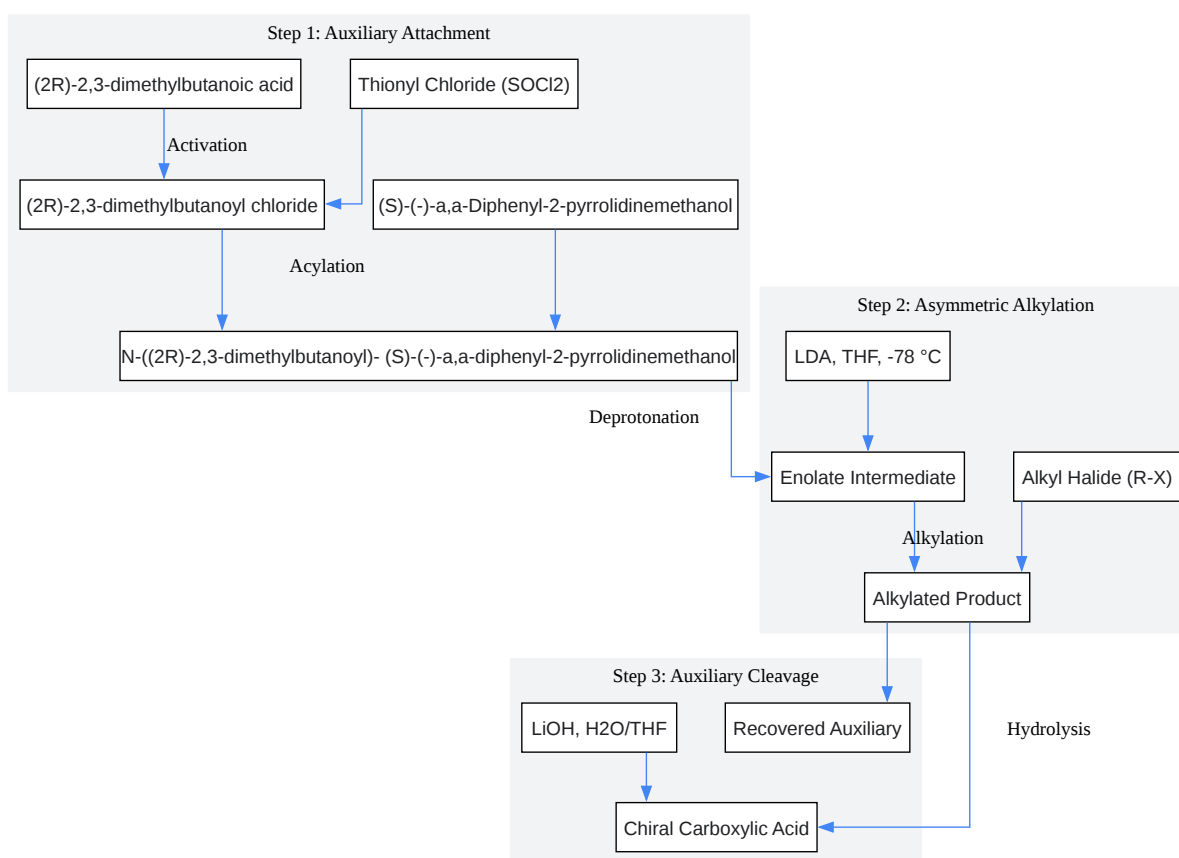 Step 1: Auxiliary Attachment
(2R)-2,3-dimethylbutanoic acid
Thionyl Chloride (SOCl2)
Activation
(2R)-2,3-dimethylbutanoyl chloride
(S)-(-)-a,a-Diphenyl-2-pyrrolidinemethanol
Acylation
N-((2R)-2,3-dimethylbutanoyl)- (S)-(-)-a,a-diphenyl-2-pyrrolidinemethanol
Step 2: Asymmetric Alkylation
LDA, THF, -78 °C
Deprotonation
Enolate Intermediate
Alkyl Halide (R-X)
Alkylation
Alkylated Product
Step 3: Auxiliary Cleavage
LiOH, H2O/THF
Recovered Auxiliary
Hydrolysis
Chiral Carboxylic Acid